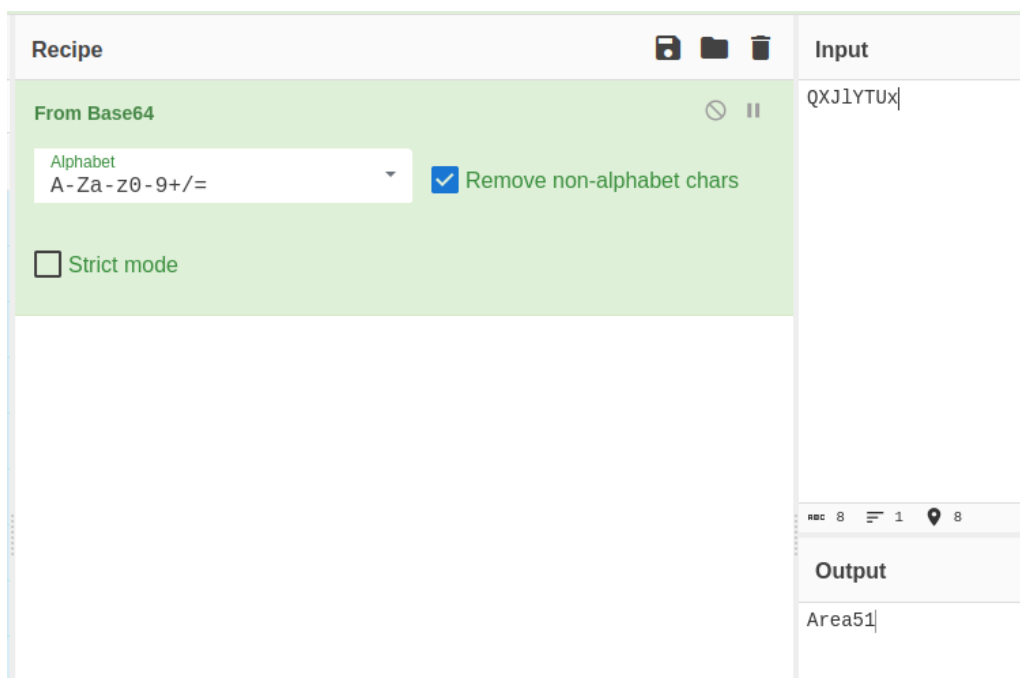 Recipe
From Base64
Alphabet
A-Za-z0-9+/=
Remove non-alphabet chars
Strict mode
Input
QXJlYTUx
ABC 8 1 8
Output
Area51